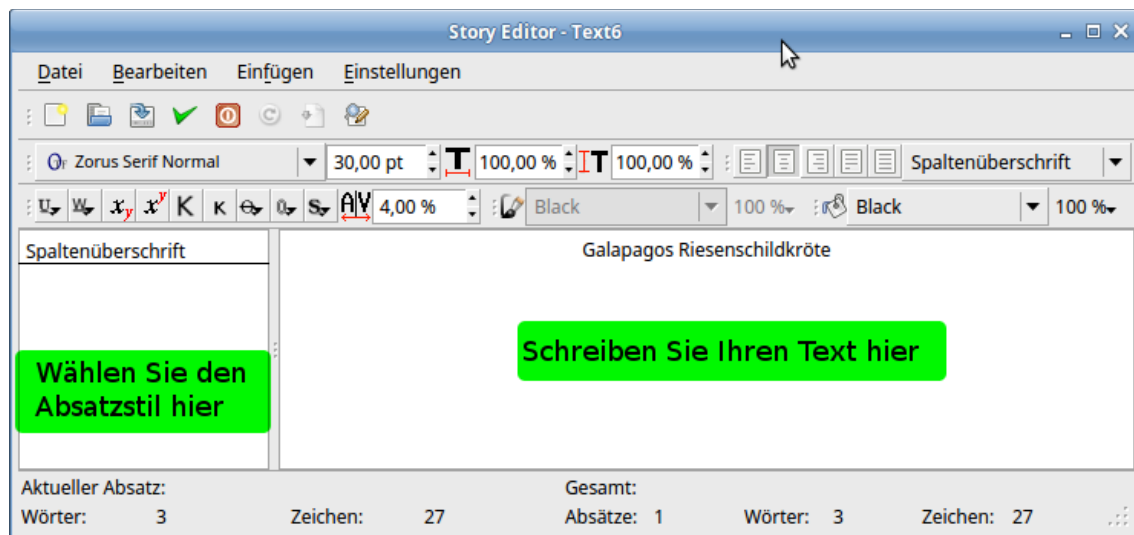 Story Editor - Text6
Datei Bearbeiten Einfügen Einstellungen
Zorus Serif Normal 30,00 pt 100,00 % 100,00 % Spaltenüberschrift
4,00 % Black 100 % Black 100 %
Spaltenüberschrift Galapagos Riesenschildkröte
Schreiben Sie Ihren Text hier
Wählen Sie den
Absatzstil hier
Aktueller Absatz: Gesamt:
Wörter: 3 Zeichen: 27 Absätze: 1 Wörter: 3 Zeichen: 27